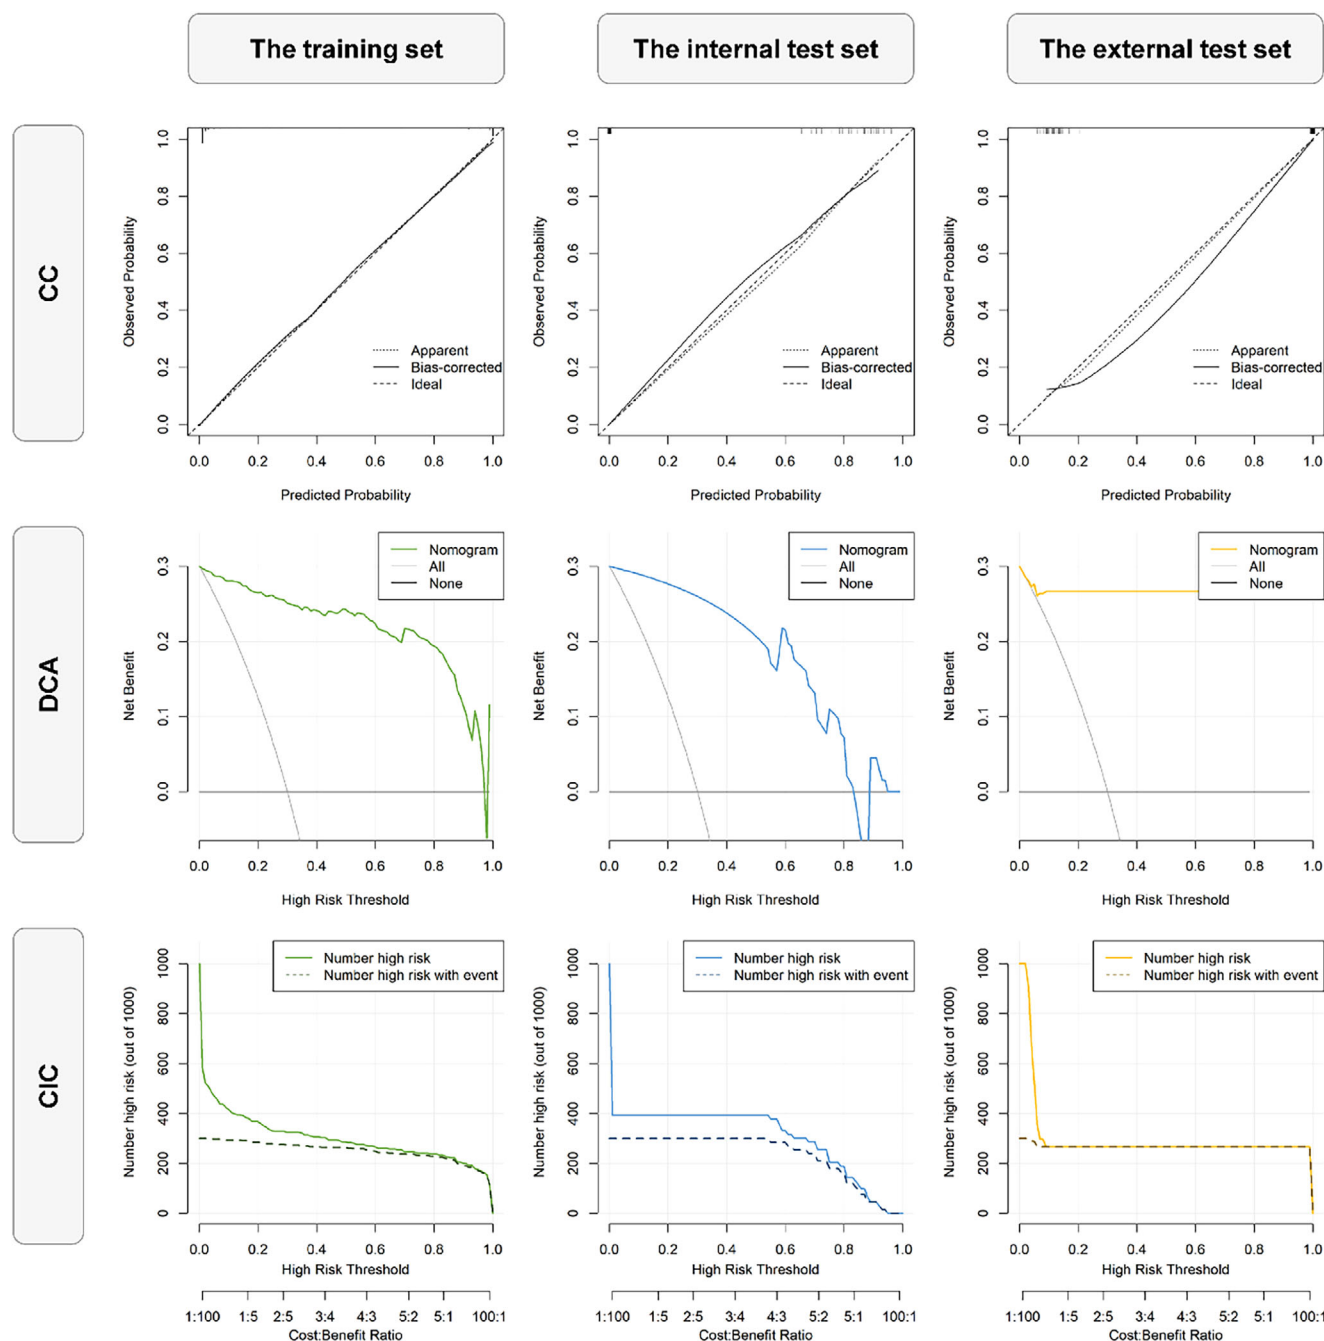 The training set
The internal test set
The external test set
CC
Observed Probability
0.0 0.2 0.4 0.6 0.8 1.0
Apparent
Bias-corrected
Ideal
0.0 0.2 0.4 0.6 0.8 1.0
Predicted Probability
Observed Probability
0.0 0.2 0.4 0.6 0.8 1.0
Apparent
Bias-corrected
Ideal
0.0 0.2 0.4 0.6 0.8 1.0
Predicted Probability
Observed Probability
0.0 0.2 0.4 0.6 0.8 1.0
Apparent
Bias-corrected
Ideal
0.0 0.2 0.4 0.6 0.8 1.0
Predicted Probability
DCA
Net Benefit
0.0 0.1 0.2 0.3
Nomogram
All
None
0.0 0.2 0.4 0.6 0.8 1.0
High Risk Threshold
Net Benefit
0.0 0.1 0.2 0.3
Nomogram
All
None
0.0 0.2 0.4 0.6 0.8 1.0
High Risk Threshold
Net Benefit
0.0 0.1 0.2 0.3
Nomogram
All
None
0.0 0.2 0.4 0.6 0.8 1.0
High Risk Threshold
CIC
Number high risk (out of 1000)
0 200 400 600 800 1000
Number high risk
Number high risk with event
0.0 0.2 0.4 0.6 0.8 1.0
High Risk Threshold
1:100 1:5 2:5 3:4 4:3 5:2 5:1 100:1
Cost:Benefit Ratio
Number high risk (out of 1000)
0 200 400 600 800 1000
Number high risk
Number high risk with event
0.0 0.2 0.4 0.6 0.8 1.0
High Risk Threshold
1:100 1:5 2:5 3:4 4:3 5:2 5:1 100:1
Cost:Benefit Ratio
Number high risk (out of 1000)
0 200 400 600 800 1000
Number high risk
Number high risk with event
0.0 0.2 0.4 0.6 0.8 1.0
High Risk Threshold
1:100 1:5 2:5 3:4 4:3 5:2 5:1 100:1
Cost:Benefit Ratio